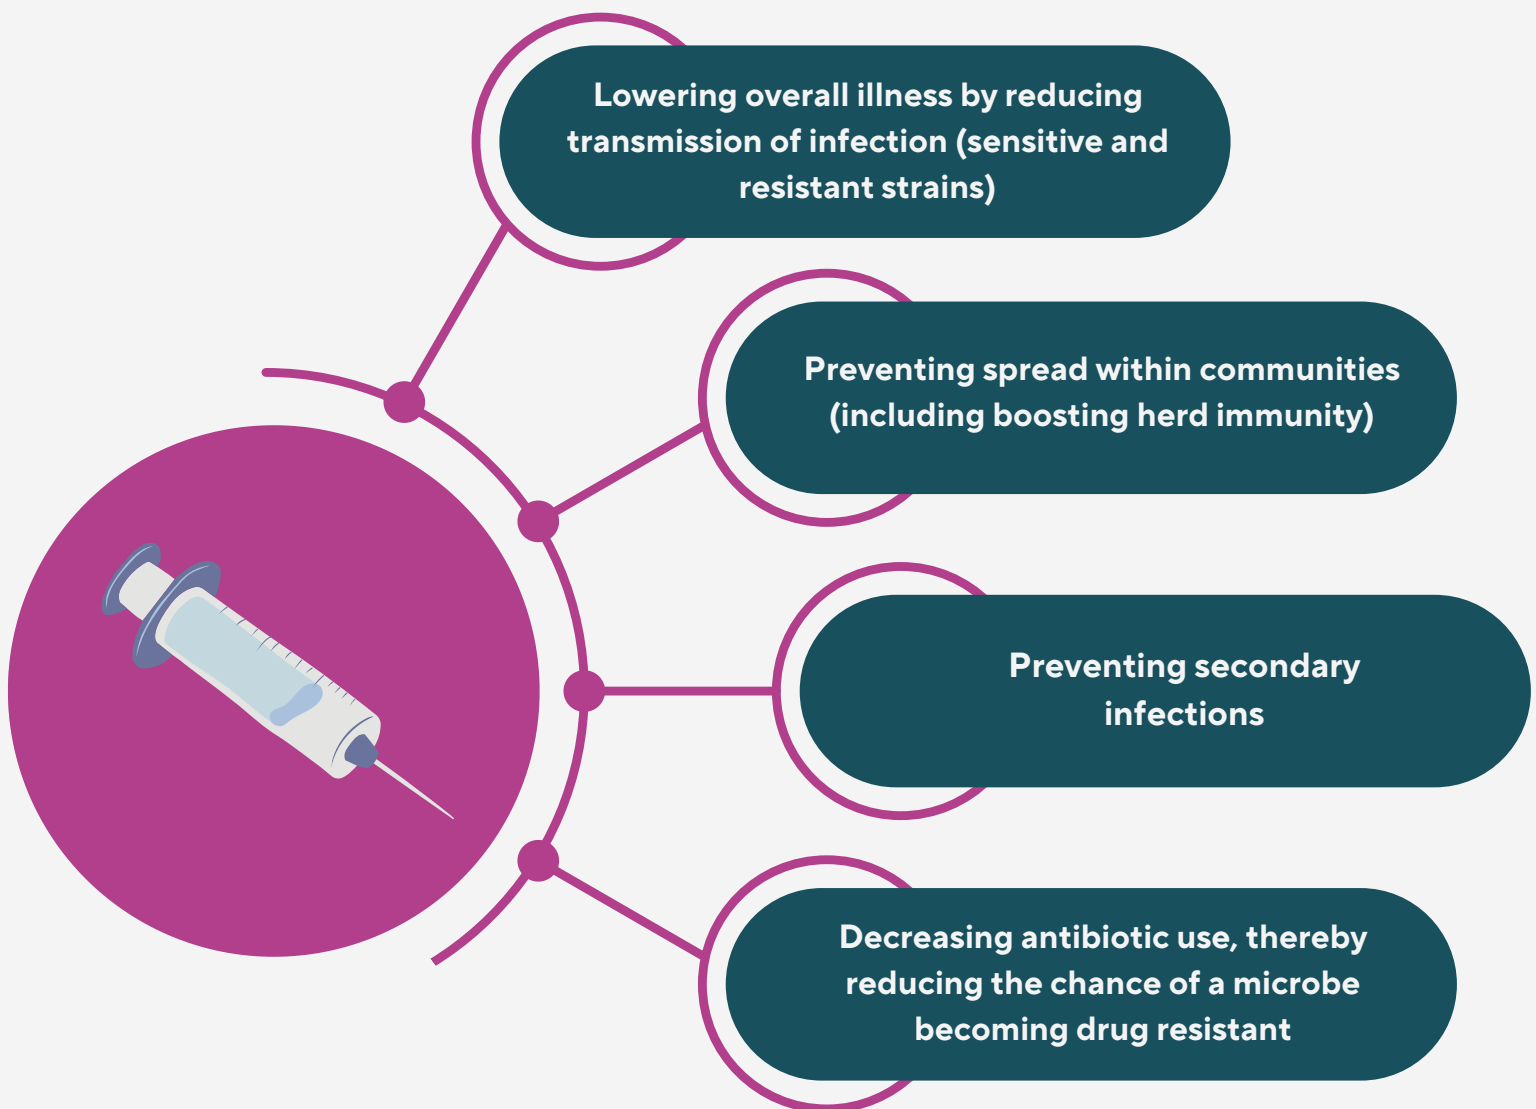 Lowering overall illness by reducing
transmission of infection (sensitive and
resistant strains)
Preventing spread within communities
(including boosting herd immunity)
Preventing secondary
infections
Decreasing antibiotic use, thereby
reducing the chance of a microbe
becoming drug resistant